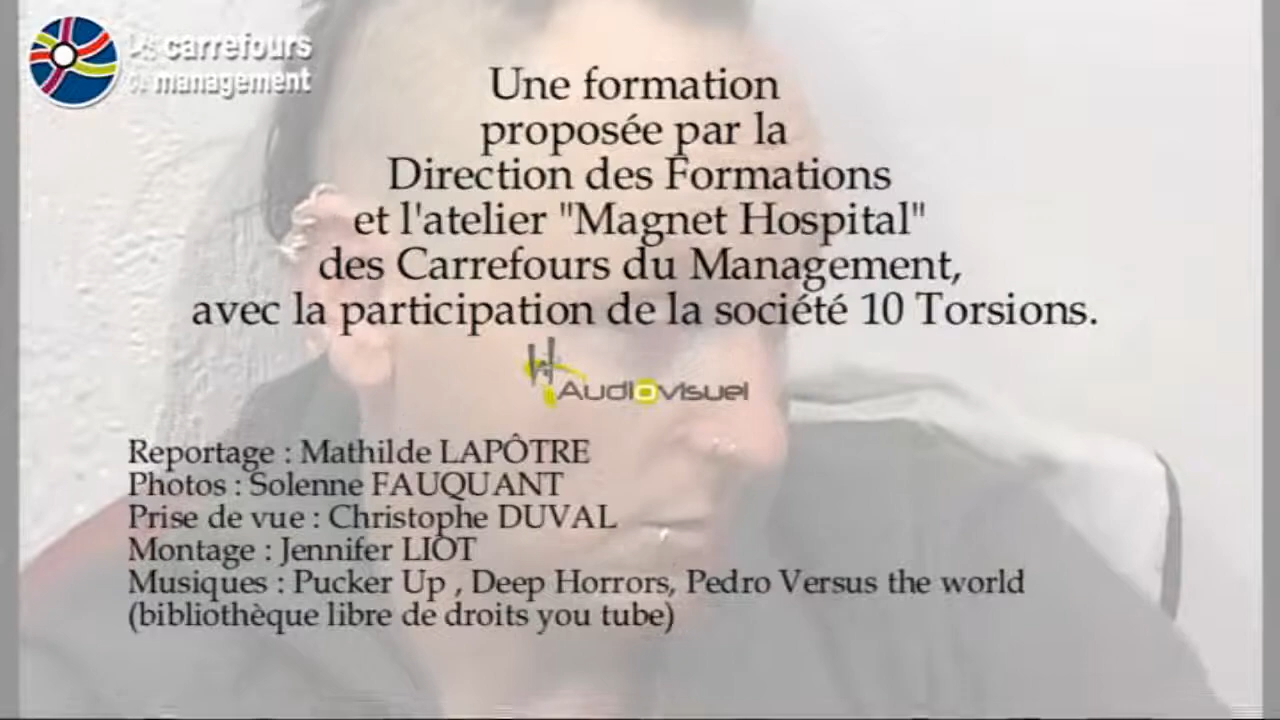 Les carrefours
du management
Une formation
proposée par la
Direction des Formations
et l'atelier "Magnet Hospital"
des Carrefours du Management,
avec la participation de la société 10 Torsions.
Audiovisuel
Reportage : Mathilde LAPÔTRE
Photos : Solenne FAUQUANT
Prise de vue : Christophe DUVAL
Montage : Jennifer LIOT
Musiques : Pucker Up , Deep Horrors, Pedro Versus the world
(bibliothèque libre de droits you tube)